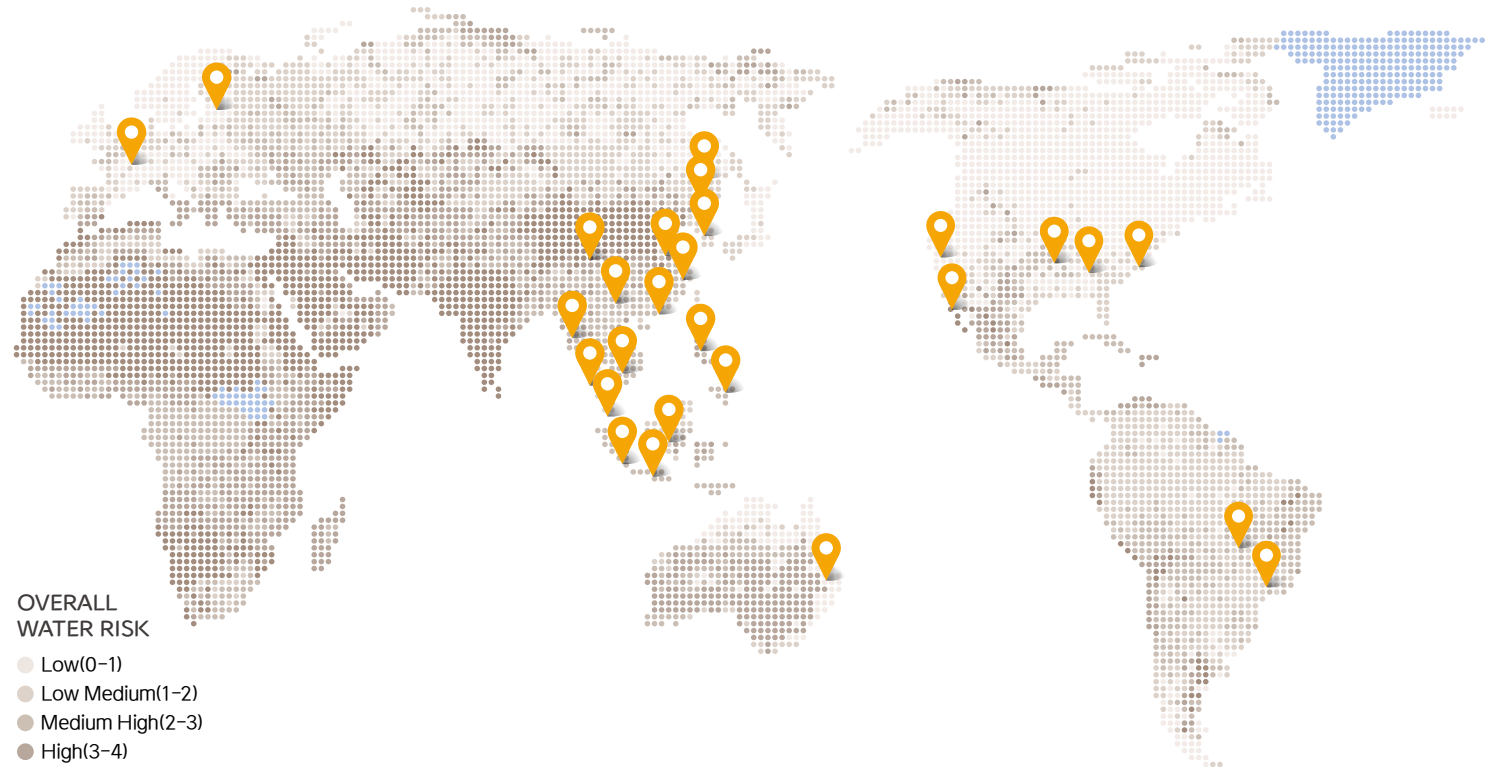 OVERALL
WATER RISK
Low(0-1)
Low Medium(1-2)
Medium High(2-3)
High(3-4)